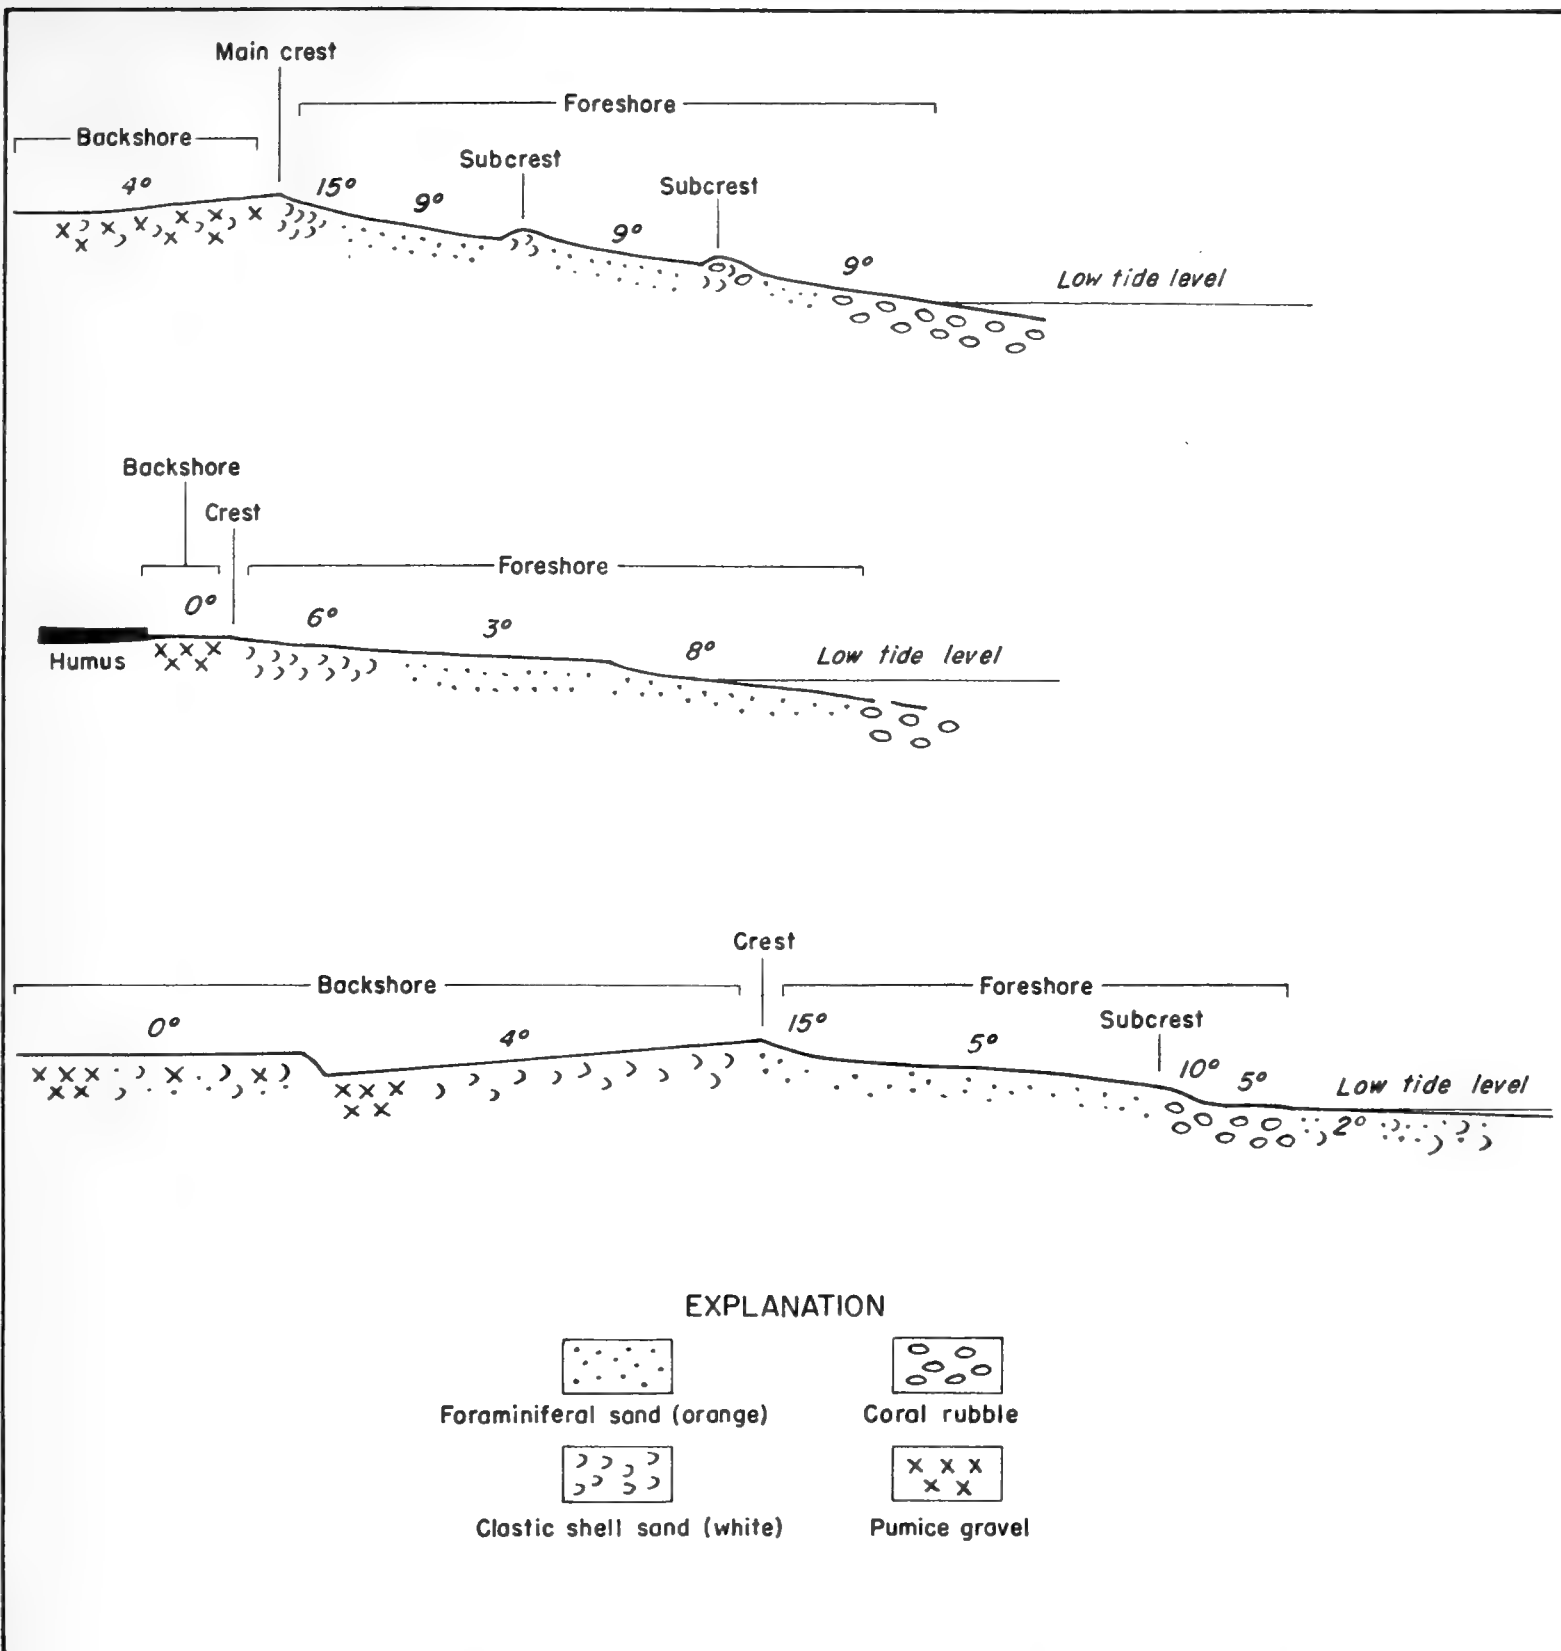 Main crest
Foreshore
Backshore
Subcrest
Subcrest
4° 15° 9° 9° 9°
Low tide level
Backshore
Crest
Foreshore
0° 6° 3° 8°
Humus
Low tide level
Crest
Backshore
Foreshore
Subcrest
0° 4° 15° 5° 10° 5°
Low tide level
2°
EXPLANATION
Foraminiferal sand (orange)
Coral rubble
Clastic shell sand (white)
Pumice gravel